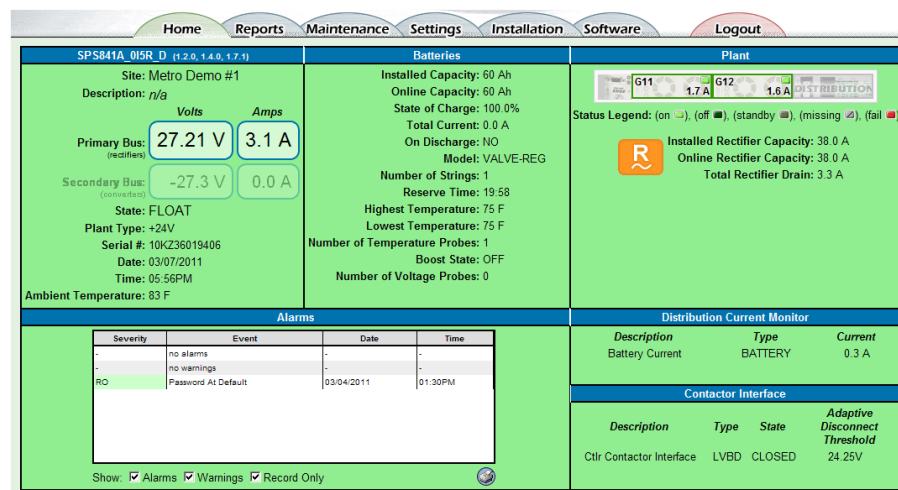 Home Reports Maintenance Settings Installation Software Logout
SPS841A_0I5R_D (1.2.0, 1.4.0, 1.7.1)
Site: Metro Demo #1
Description: n/a
Volts Amps
Primary Bus: 27.21 V 3.1 A
(rectifiers)
Secondary Bus: -27.3 V 0.0 A
(converters)
State: FLOAT
Plant Type: +24V
Serial #: 10KZ36019406
Date: 03/07/2011
Time: 05:56PM
Ambient Temperature: 83 F
Batteries
Installed Capacity: 60 Ah
Online Capacity: 60 Ah
State of Charge: 100.0%
Total Current: 0.0 A
On Discharge: NO
Model: VALVE-REG
Number of Strings: 1
Reserve Time: 19:58
Highest Temperature: 75 F
Lowest Temperature: 75 F
Number of Temperature Probes: 1
Boost State: OFF
Number of Voltage Probes: 0
Plant
G11 G12
1.7 A 1.6 A DISTRIBUTION
Status Legend: (on ), (off ), (standby ), (missing ), (fail )
R
Installed Rectifier Capacity: 38.0 A
Online Rectifier Capacity: 38.0 A
Total Rectifier Drain: 3.3 A
Alarms
Severity Event Date Time
- no alarms - -
- no warnings - -
RO Password At Default 03/04/2011 01:30PM
Show: Alarms Warnings Record Only
Distribution Current Monitor
Description Type Current
Battery Current BATTERY 0.3 A
Contactor Interface
Description Type State Adaptive Disconnect Threshold
Ctlr Contactor Interface LVBD CLOSED 24.25V